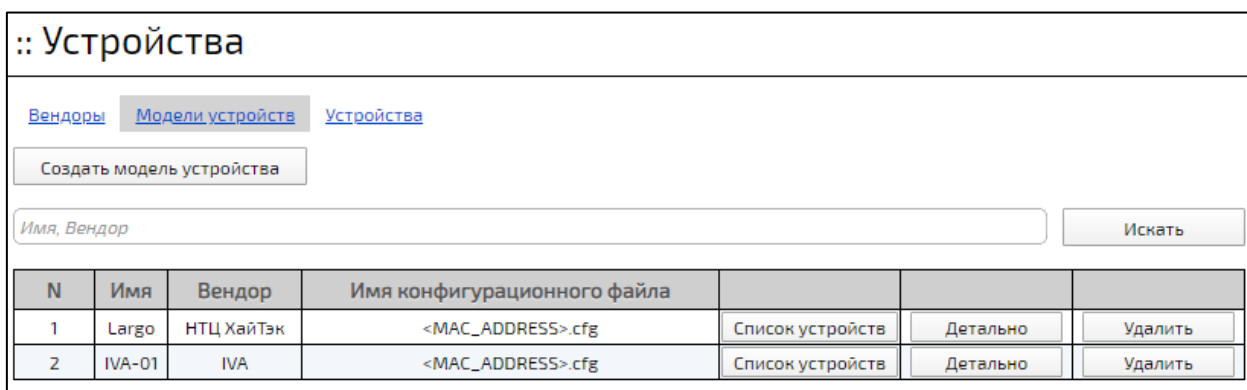 :: Устройства
Вендоры Модели устройств Устройства
Создать модель устройства
Имя, Вендор Искать
N Имя Вендор Имя конфигурационного файла
1 Largo НТЦ ХайТэк <MAC_ADDRESS>.cfg Список устройств Детально Удалить
2 IVA-01 IVA <MAC_ADDRESS>.cfg Список устройств Детально Удалить